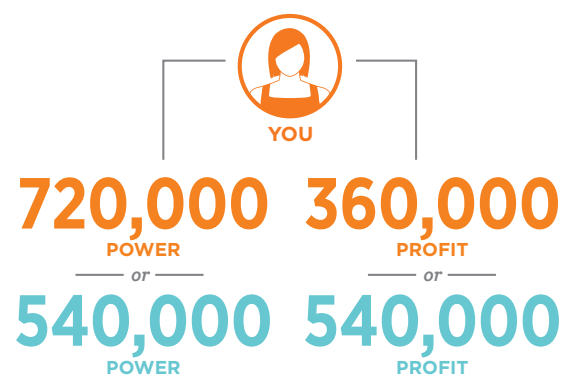 YOU
720,000 360,000
POWER PROFIT
or or
540,000 540,000
POWER PROFIT